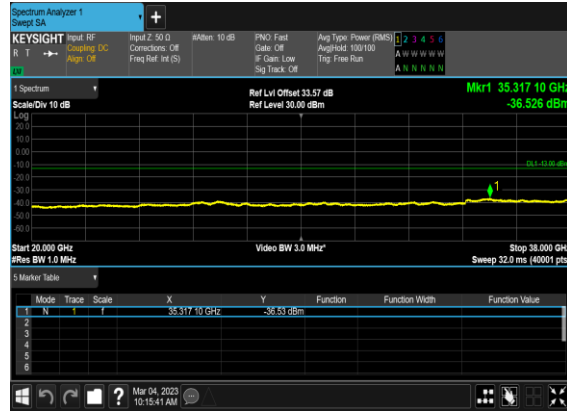 Spectrum Analyzer 1
Swept SA
KEYSIGHT Input: RF Input Z: 50 Ω #Atten: 10 dB PNO: Fast Avg Type: Power (RMS) 1 2 3 4 5 6
R T Coupling: DC Corrections: Off Gate: Off Avg|Hold: 100/100 A W W W W W
Align: Off Freq Ref: Int (S) IF Gain: Low Trig: Free Run
Sig Track: Off A N N N N N
1 Spectrum Ref Lvl Offset 33.57 dB Mkr1 35.317 10 GHz
Scale/Div 10 dB Ref Level 30.00 dBm -36.526 dBm
Log
20.0
10.0
0.00
-10.0 DL1 -13.00 dBm
-20.0
-30.0 1
-40.0
-50.0
-60.0
Start 20.000 GHz Video BW 3.0 MHz* Stop 38.000 GHz
#Res BW 1.0 MHz Sweep 32.0 ms (40001 pts
5 Marker Table
Mode Trace Scale X Y Function Function Width Function Value
1 N 1 f 35.317 10 GHz -36.53 dBm
2
3
4
5
6
? Mar 04, 2023
10:15:41 AM